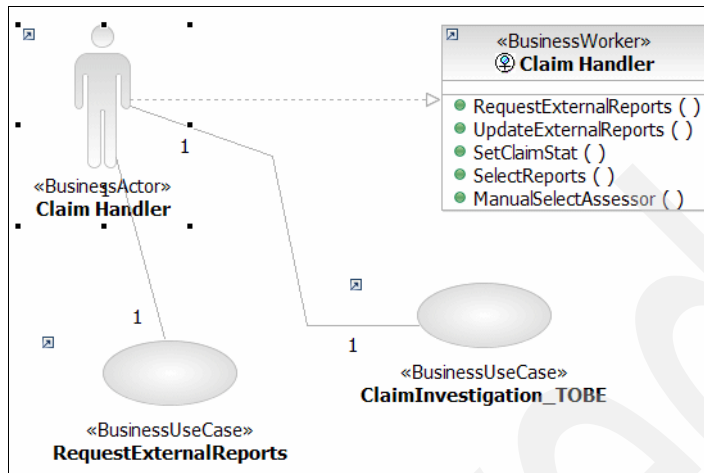 «BusinessWorker»
Claim Handler
RequestExternalReports ( )
UpdateExternalReports ( )
SetClaimStat ( )
SelectReports ( )
ManualSelectAssessor ( )
1
«BusinessActor»
1
Claim Handler
1
1
«BusinessUseCase»
ClaimInvestigation_TOBE
«BusinessUseCase»
RequestExternalReports